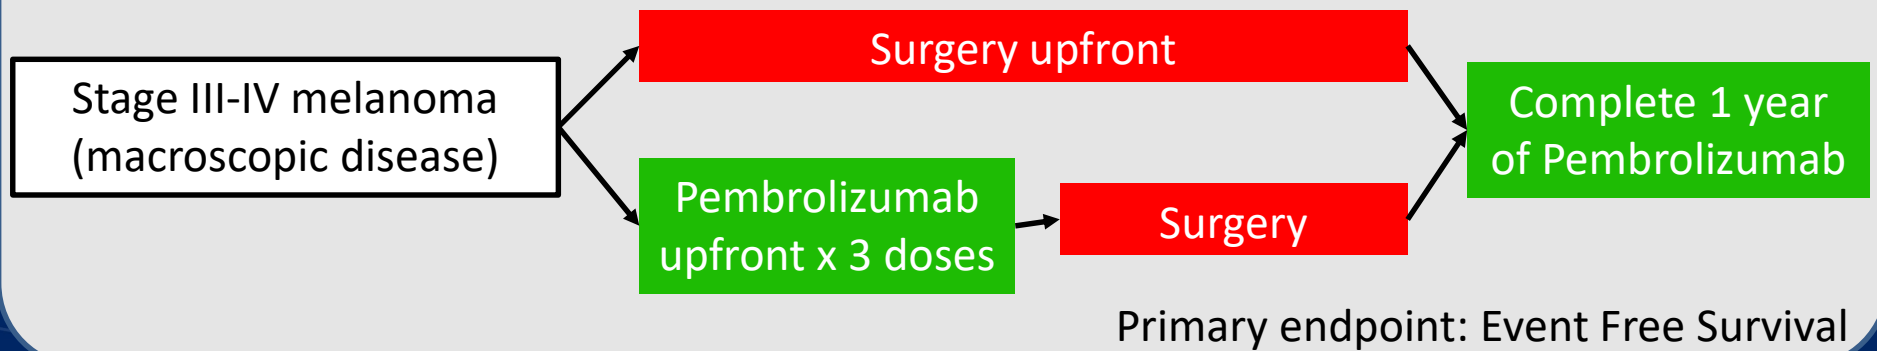 Stage III-IV melanoma
(macroscopic disease)
Surgery upfront
Pembrolizumab
upfront x 3 doses
Surgery
Complete 1 year
of Pembrolizumab
Primary endpoint: Event Free Survival